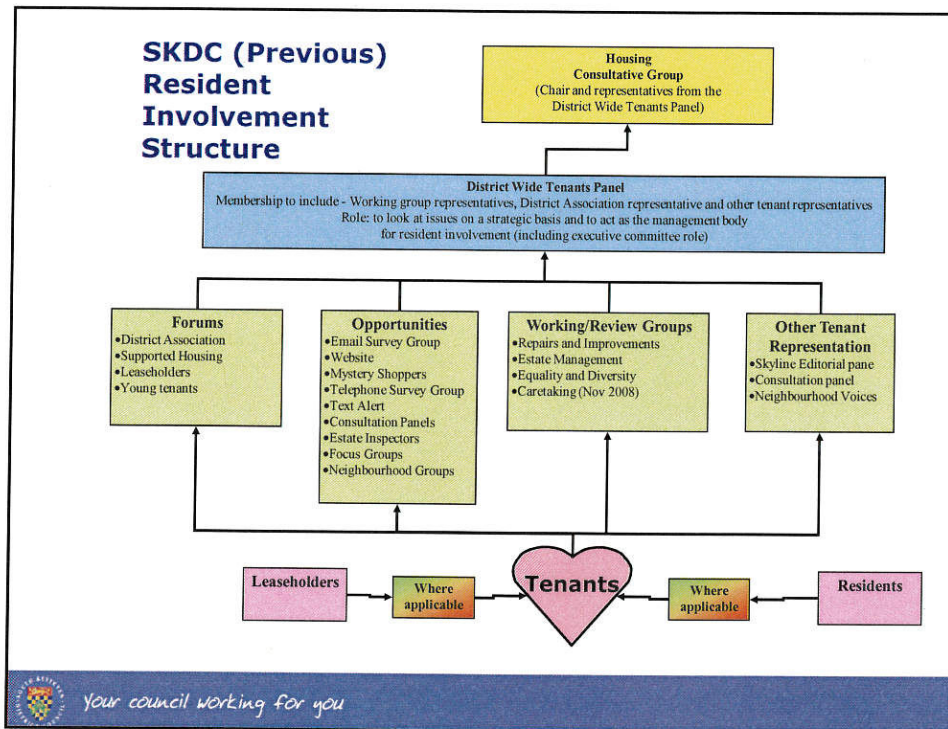 SKDC (Previous)
Resident
Involvement
Structure
Housing
Consultative Group
(Chair and representatives from the
District Wide Tenants Panel)
District Wide Tenants Panel
Membership to include - Working group representatives, District Association representative and other tenant representatives
Role: to look at issues on a strategic basis and to act as the management body
for resident involvement (including executive committee role)
Forums
•District Association
•Supported Housing
•Leaseholders
•Young tenants
Opportunities
•Email Survey Group
•Website
•Mystery Shoppers
•Telephone Survey Group
•Text Alert
•Consultation Panels
•Estate Inspectors
•Focus Groups
•Neighbourhood Groups
Working/Review Groups
•Repairs and Improvements
•Estate Management
•Equality and Diversity
•Caretaking (Nov 2008)
Other Tenant
Representation
•Skyline Editorial pane
•Consultation panel
•Neighbourhood Voices
Leaseholders
Where
applicable
Tenants
Where
applicable
Residents
Your council working for you